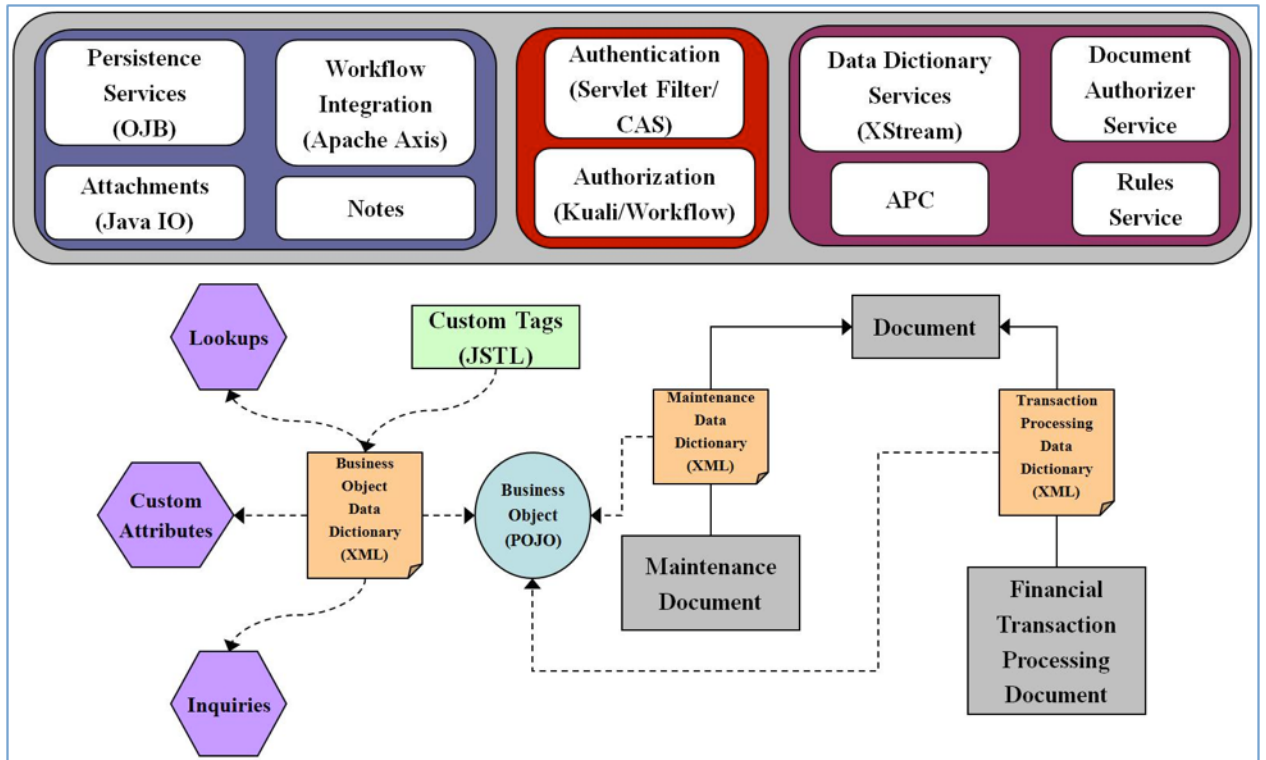 Persistence
Services
(OJB)
Workflow
Integration
(Apache Axis)
Attachments
(Java IO)
Notes
Authentication
(Servlet Filter/
CAS)
Authorization
(Kuali/Workflow)
Data Dictionary
Services
(XStream)
Document
Authorizer
Service
APC
Rules
Service
Lookups
Custom Tags
(JSTL)
Document
Maintenance
Data
Dictionary
(XML)
Transaction
Processing
Data
Dictionary
(XML)
Custom
Attributes
Business
Object
Data
Dictionary
(XML)
Business
Object
(POJO)
Maintenance
Document
Financial
Transaction
Processing
Document
Inquiries